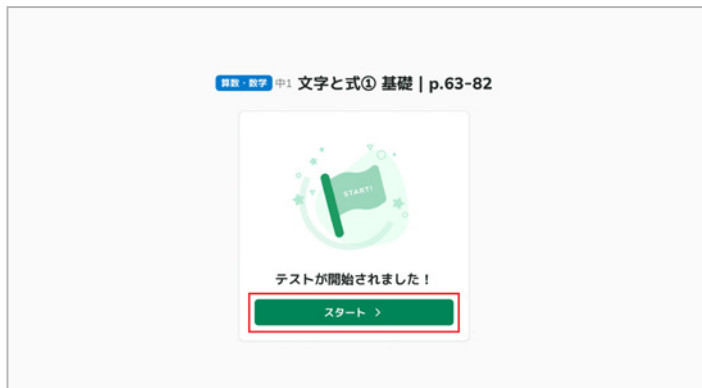 算数・数学 中1 文字と式① 基礎 | p.63-82
START!
テストが開始されました！
スタート >